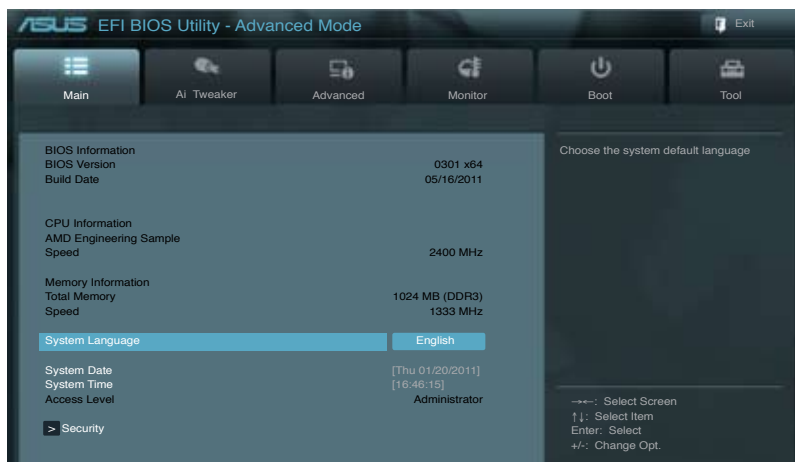 ASUS EFI BIOS Utility - Advanced Mode
Exit
Main
Ai Tweaker
Advanced
Monitor
Boot
Tool
BIOS Information
BIOS Version 0301 x64
Build Date 05/16/2011
CPU Information
AMD Engineering Sample
Speed 2400 MHz
Memory Information
Total Memory 1024 MB (DDR3)
Speed 1333 MHz
System Language English
System Date [Thu 01/20/2011]
System Time [16:46:15]
Access Level Administrator
> Security
Choose the system default language
→←: Select Screen
↑↓: Select Item
Enter: Select
+/-: Change Opt.